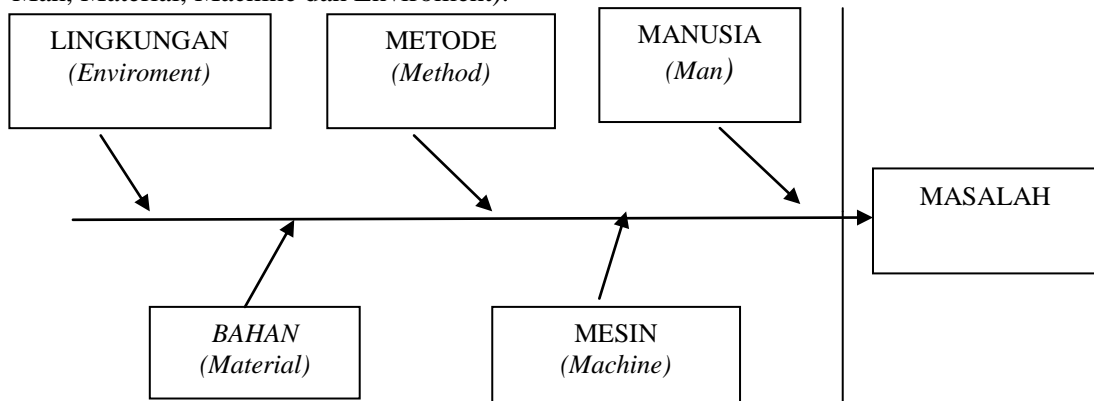 Man, Material, Machine dan Enviroment).
LINGKUNGAN
(Enviroment)
METODE
(Method)
MANUSIA
(Man)
MASALAH
BAHAN
(Material)
MESIN
(Machine)